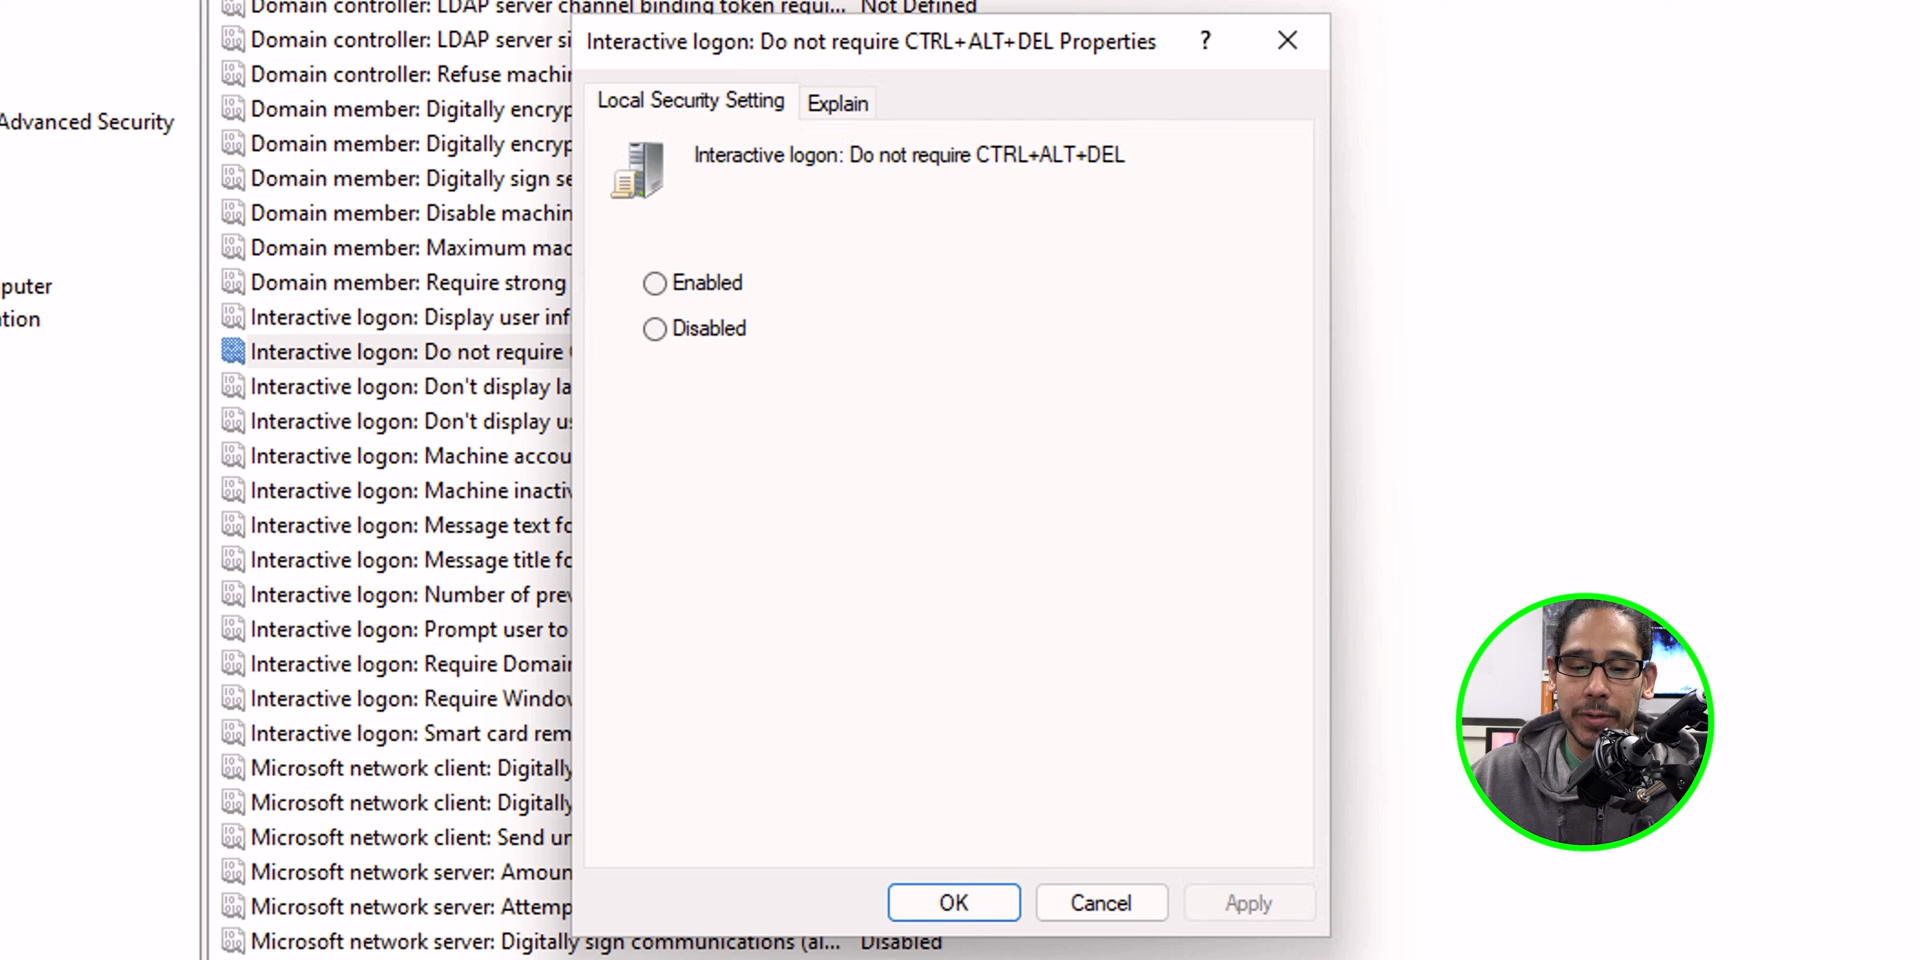 Domain controller: LDAP server channel binding token requi... Not Defined
Domain controller: LDAP server si
Domain controller: Refuse machin
Domain member: Digitally encryp
Domain member: Digitally encryp
Domain member: Digitally sign se
Domain member: Disable machin
Domain member: Maximum mac
Domain member: Require strong
Interactive logon: Display user inf
Interactive logon: Do not require
Interactive logon: Don't display la
Interactive logon: Don't display us
Interactive logon: Machine accou
Interactive logon: Machine inactiv
Interactive logon: Message text fo
Interactive logon: Message title fo
Interactive logon: Number of prev
Interactive logon: Prompt user to
Interactive logon: Require Domain
Interactive logon: Require Window
Interactive logon: Smart card rem
Microsoft network client: Digitally
Microsoft network client: Digitally
Microsoft network client: Send un
Microsoft network server: Amoun
Microsoft network server: Attemp
Microsoft network server: Digitally sign communications (al... Disabled
Advanced Security
puter
ation
Interactive logon: Do not require CTRL+ALT+DEL Properties ?
Local Security Setting Explain
Interactive logon: Do not require CTRL+ALT+DEL
Enabled
Disabled
OK Cancel Apply